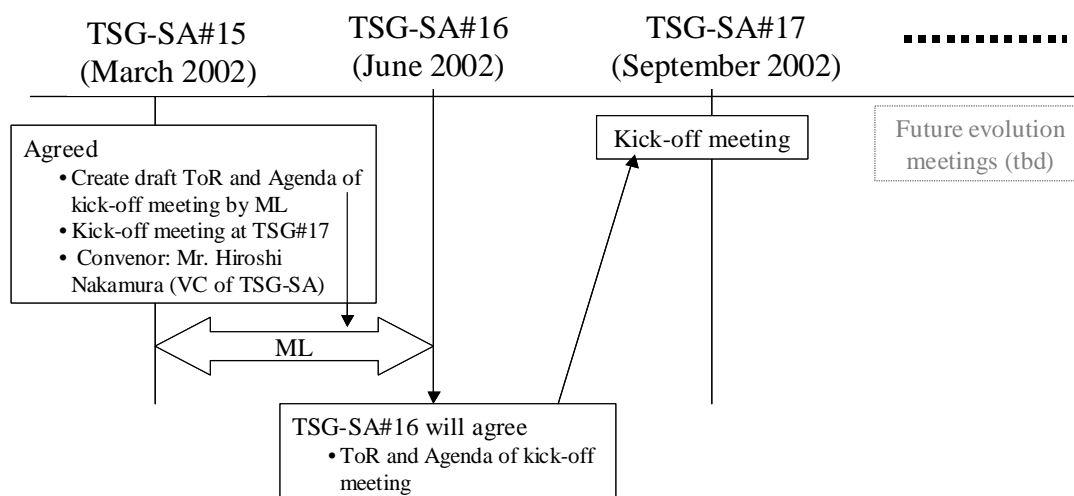 TSG-SA#15
(March 2002)
TSG-SA#16
(June 2002)
TSG-SA#17
(September 2002)
Agreed
• Create draft ToR and Agenda of
kick-off meeting by ML
• Kick-off meeting at TSG#17
• Convenor: Mr. Hiroshi
Nakamura (VC of TSG-SA)
Kick-off meeting
Future evolution
meetings (tbd)
ML
TSG-SA#16 will agree
• ToR and Agenda of kick-off
meeting